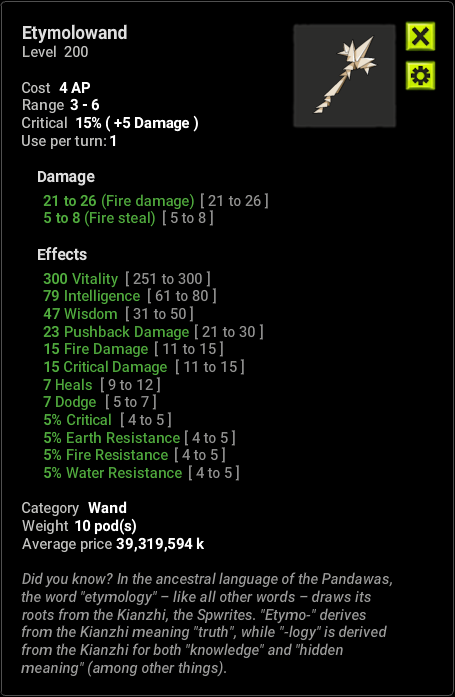 Etymolowand
Level 200
Cost 4 AP
Range 3 - 6
Critical 15% ( +5 Damage )
Use per turn: 1
Damage
21 to 26 (Fire damage) [ 21 to 26 ]
5 to 8 (Fire steal) [ 5 to 8 ]
Effects
300 Vitality [ 251 to 300 ]
79 Intelligence [ 61 to 80 ]
47 Wisdom [ 31 to 50 ]
23 Pushback Damage [ 21 to 30 ]
15 Fire Damage [ 11 to 15 ]
15 Critical Damage [ 11 to 15 ]
7 Heals [ 9 to 12 ]
7 Dodge [ 5 to 7 ]
5% Critical [ 4 to 5 ]
5% Earth Resistance [ 4 to 5 ]
5% Fire Resistance [ 4 to 5 ]
5% Water Resistance [ 4 to 5 ]
Category Wand
Weight 10 pod(s)
Average price 39,319,594 k
Did you know? In the ancestral language of the Pandawas,
the word "etymology" – like all other words – draws its
roots from the Kianzhi, the Spwrites. "Etymo-" derives
from the Kianzhi meaning "truth", while "-logy" is derived
from the Kianzhi for both "knowledge" and "hidden
meaning" (among other things).